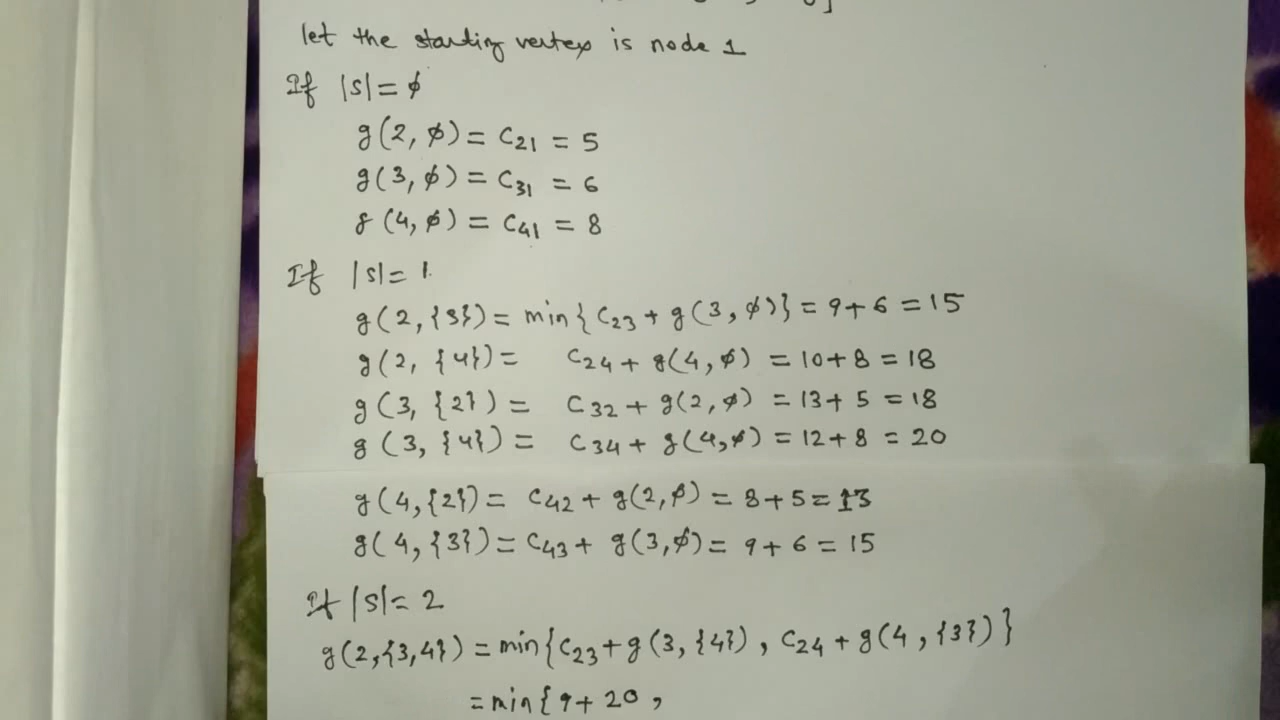 let the starting vertex is node 1
If |S| = ϕ
g(2, ϕ) = C21 = 5
g(3, ϕ) = C31 = 6
g(4, ϕ) = C41 = 8
If |S| = 1
g(2, {3}) = min{C23 + g(3, ϕ)} = 9 + 6 = 15
g(2, {4}) = C24 + g(4, ϕ) = 10 + 8 = 18
g(3, {2}) = C32 + g(2, ϕ) = 13 + 5 = 18
g(3, {4}) = C34 + g(4, ϕ) = 12 + 8 = 20
g(4, {2}) = C42 + g(2, ϕ) = 8 + 5 = 13
g(4, {3}) = C43 + g(3, ϕ) = 9 + 6 = 15
If |S| = 2
g(2, {3,4}) = min{C23 + g(3, {4}), C24 + g(4, {3})}
= min{9 + 20,